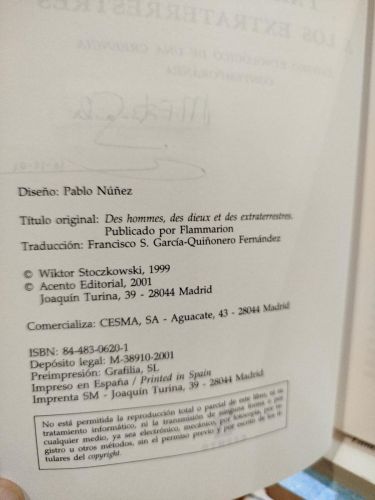 Diseño: Pablo Núñez
Título original: Des hommes, des dieux et des extraterrestres.
Publicado por Flammarion
Traducción: Francisco S. García-Quiñonero Fernández
© Wiktor Stoczkowski, 1999
© Acento Editorial, 2001
Joaquín Turina, 39 - 28044 Madrid
Comercializa: CESMA, SA - Aguacate, 43 - 28044 Madrid
ISBN: 84-483-0620-1
Depósito legal: M-38910-2001
Preimpresión: Grafilia, SL
Impreso en España / Printed in Spain
Imprenta SM - Joaquín Turina, 39 - 28044 Madrid
No está permitida la reproducción total o parcial de este libro, ni su
tratamiento informático, ni la transmisión de ninguna forma o por
cualquier medio, ya sea electrónico, mecánico, por fotocopia, por re-
gistro u otros métodos, sin el permiso previo y por escrito de los ti-
tulares del copyright.